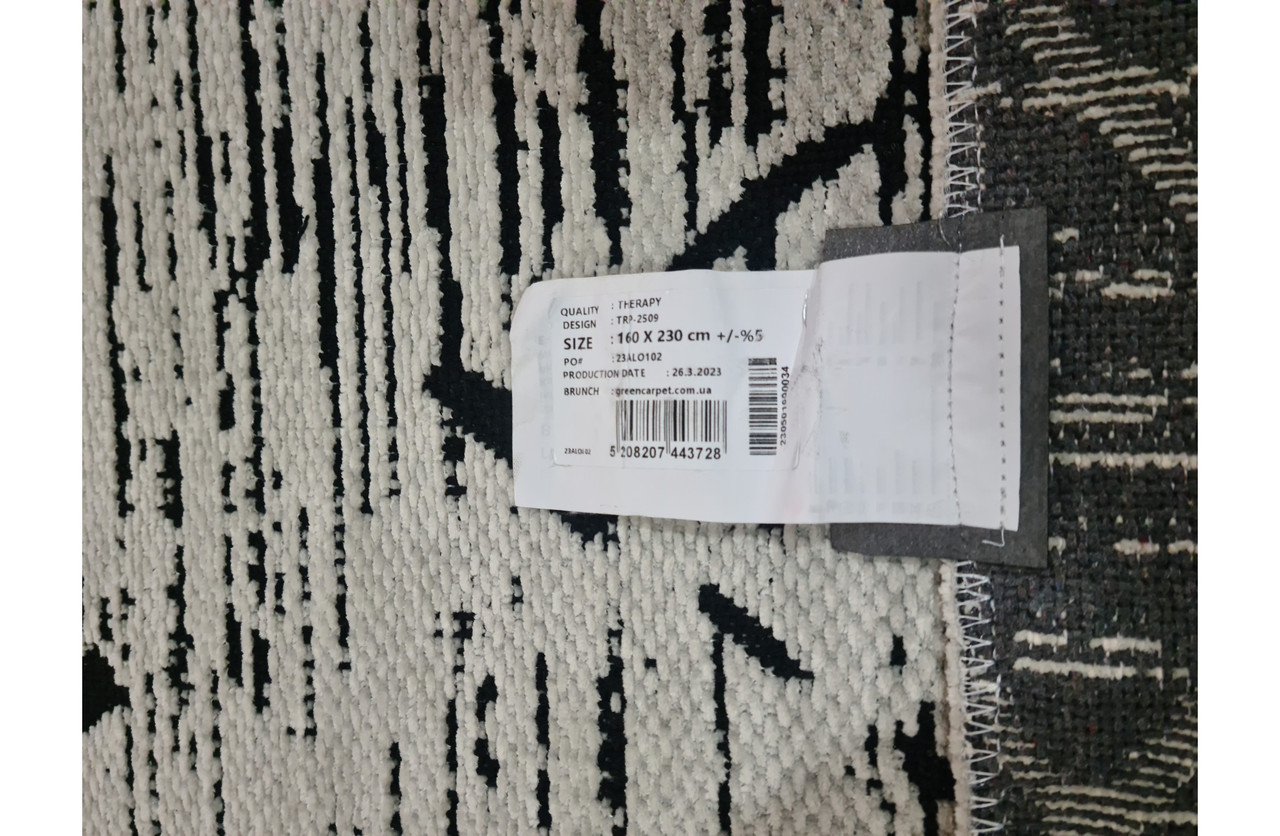 QUALITY : THERAPY
DESIGN : TRP-2509
SIZE : 160 X 230 cm +/-%5
PO# : 23ALO102
PRODUCTION DATE : 26.3.2023
BRUNCH : greencarpet.com.ua
23ALO102
5 208207 443728